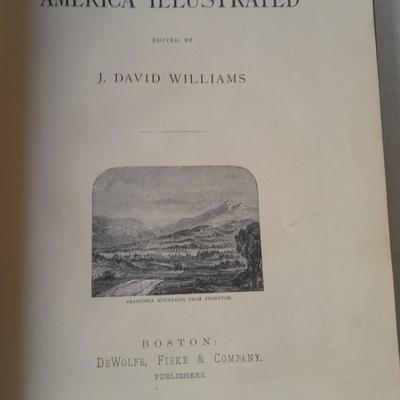 AMERICA ILLUSTRATED
EDITED BY
J. DAVID WILLIAMS
FRANCONIA MOUNTAINS, FROM THORNTON.
BOSTON:
DEWOLFE, FISKE & COMPANY.
PUBLISHERS.